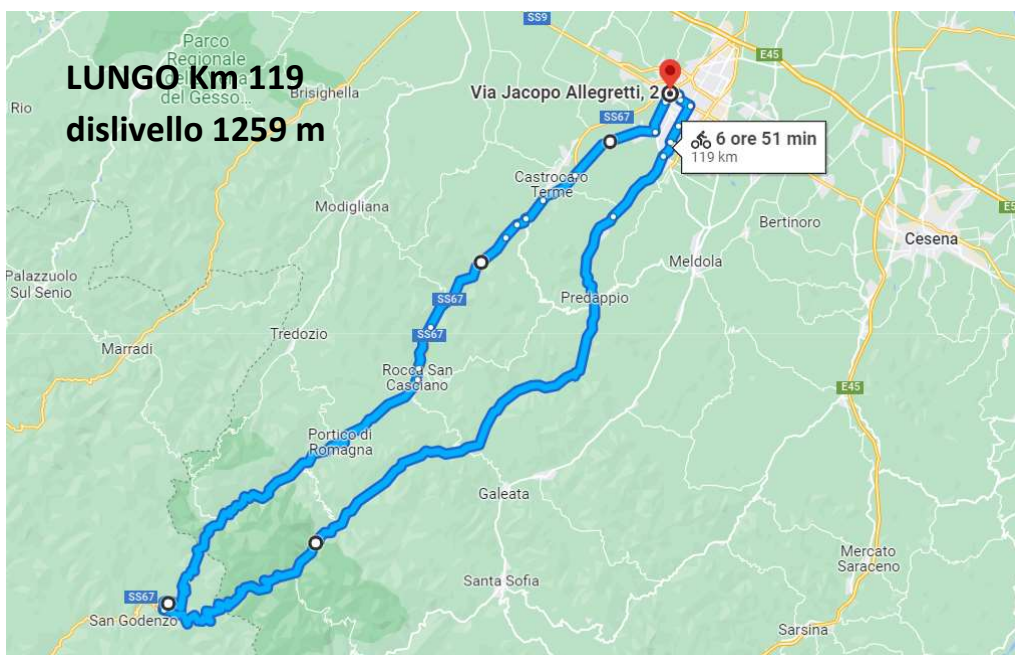 LUNGO Km 119
dislivello 1259 m
Parco
Regionale
del Gesso...
Rio
Brisighella
SS9
E45
Via Jacopo Allegretti, 2
SS67
6 ore 51 min
119 km
Castrocaro
Terme
Modigliana
Bertinoro
E5
Cesena
Meldola
Palazzuolo
Sul Senio
Predappio
SS67
SS67
Tredozio
Marradi
Rocca San
Casciano
E45
Portico di
Romagna
Galeata
Mercato
Saraceno
Santa Sofia
SS67
San Godenzo
Sarsina